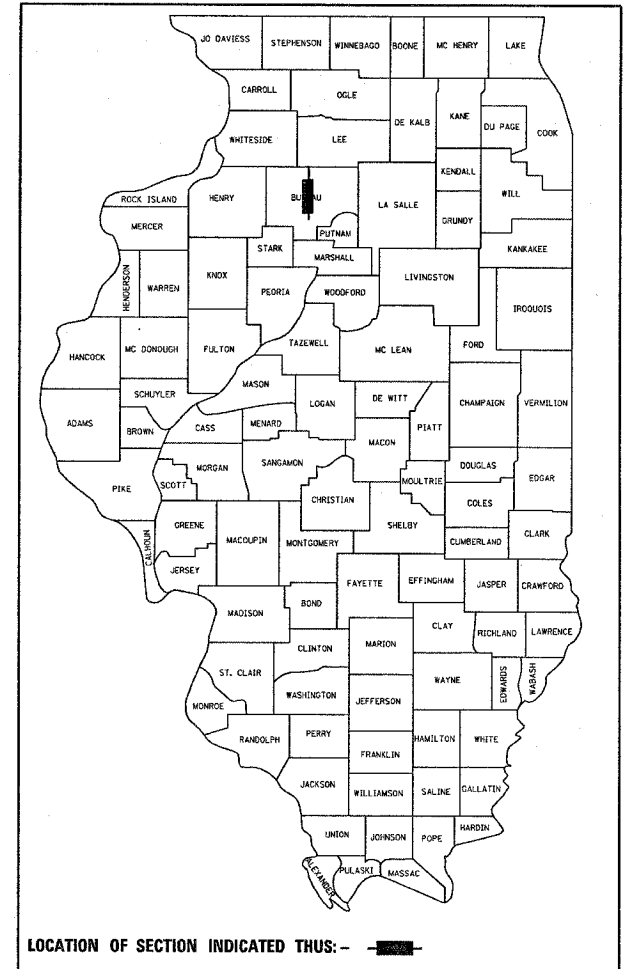 JO DAVIESS STEPHENSON WINNEBAGO BOONE MC HENRY LAKE
CARROLL OGLE
DE KALB KANE DU PAGE COOK
WHITESIDE LEE
KENDALL WILL
ROCK ISLAND HENRY BUREAU LA SALLE
GRUNDY
MERCER PUTNAM
STARK MARSHALL KANKAKEE
HENDERSON WARREN KNOX PEORIA WOODFORD LIVINGSTON IROQUOIS
HANCOCK MC DONOUGH FULTON TAZEWELL MC LEAN FORD
MASON
SCHUYLER LOGAN DE WITT CHAMPAIGN VERMILION
ADAMS BROWN CASS MENARD MACON PIATT
PIKE SCOTT MORGAN SANGAMON MOULTRIE DOUGLAS EDGAR
CHRISTIAN COLES
GREENE MACOUPIN MONTGOMERY SHELBY CUMBERLAND CLARK
CALHOUN JERSEY
FAYETTE EFFINGHAM JASPER CRAWFORD
MADISON BOND
CLAY RICHLAND LAWRENCE
CLINTON MARION
ST. CLAIR WAYNE EDWARDS WABASH
MONROE WASHINGTON JEFFERSON
RANDOLPH PERRY HAMILTON WHITE
FRANKLIN
JACKSON WILLIAMSON SALINE GALLATIN
UNION JOHNSON POPE HARDIN
ALEXANDER PULASKI MASSAC
LOCATION OF SECTION INDICATED THUS: -